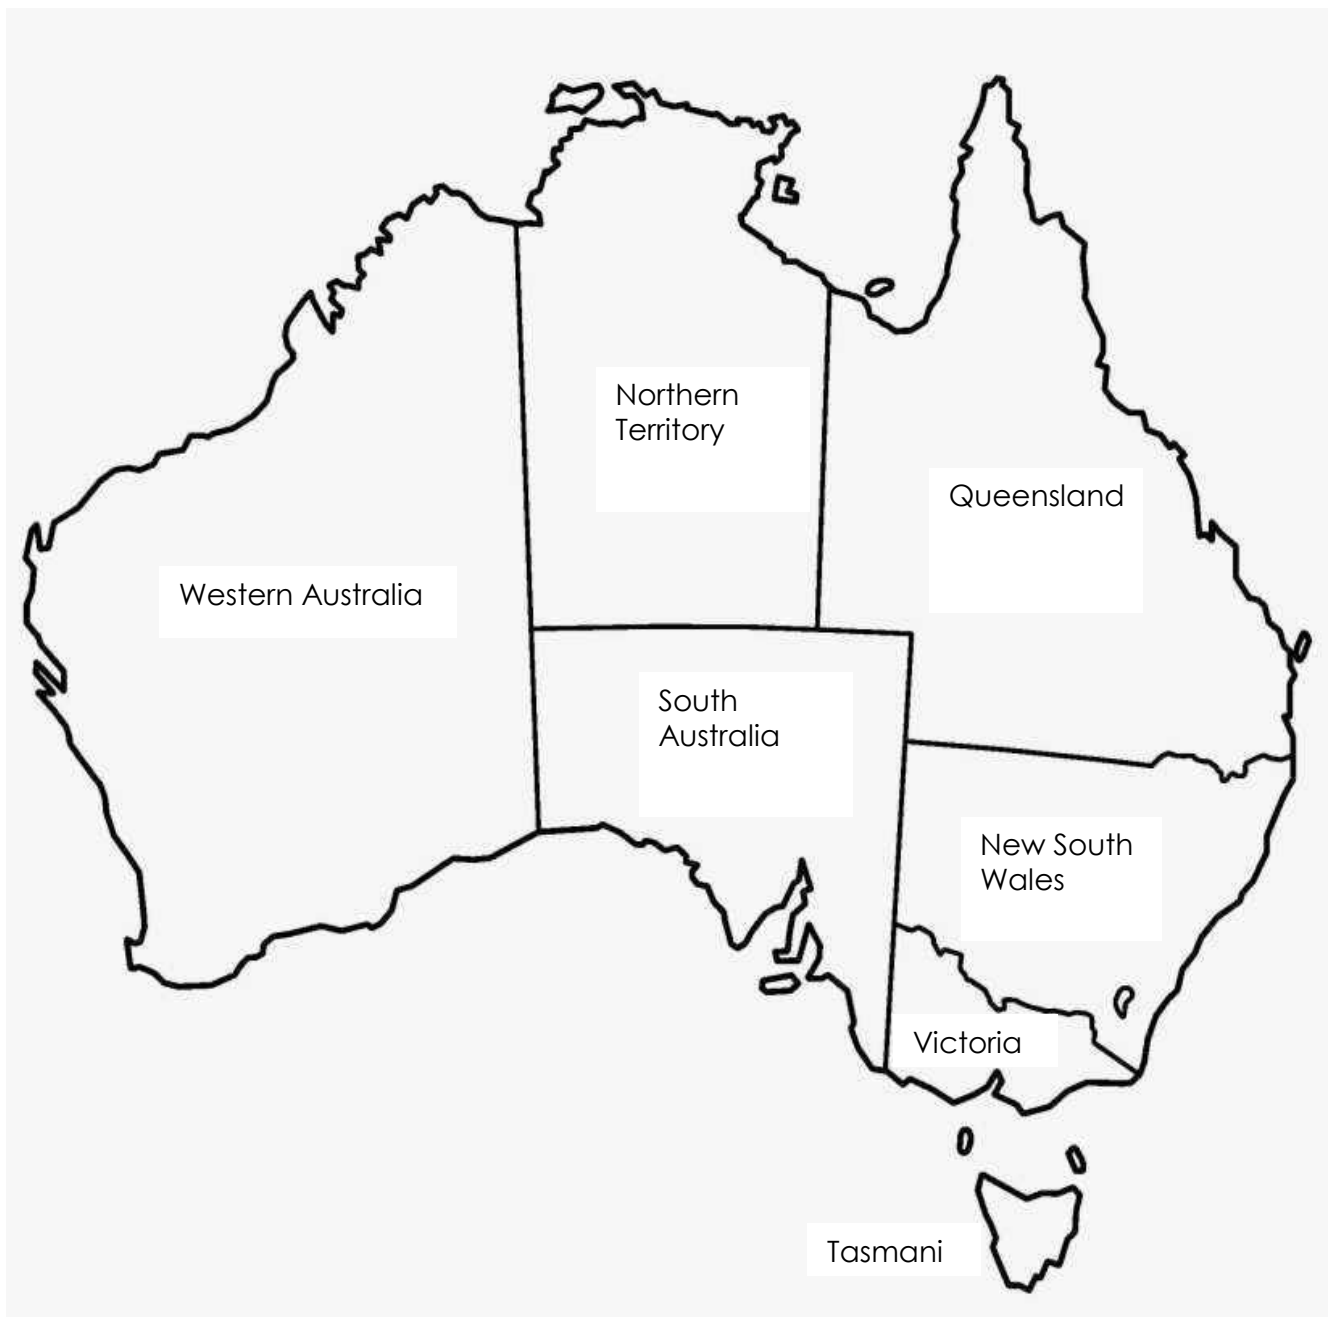 Northern
Territory
Queensland
Western Australia
South
Australia
New South
Wales
Victoria
Tasmani